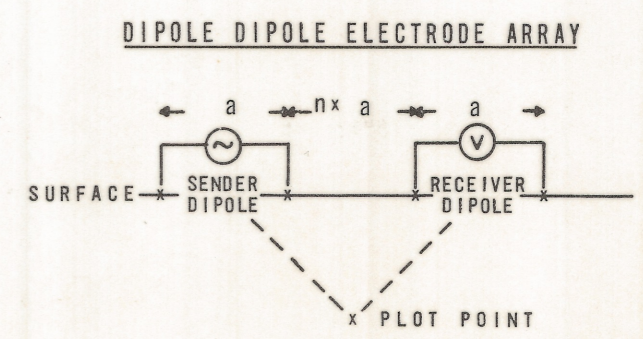 DIPOLE DIPOLE ELECTRODE ARRAY
a n× a a
~ V
SURFACE x SENDER x x RECEIVER x
DIPOLE DIPOLE
x PLOT POINT